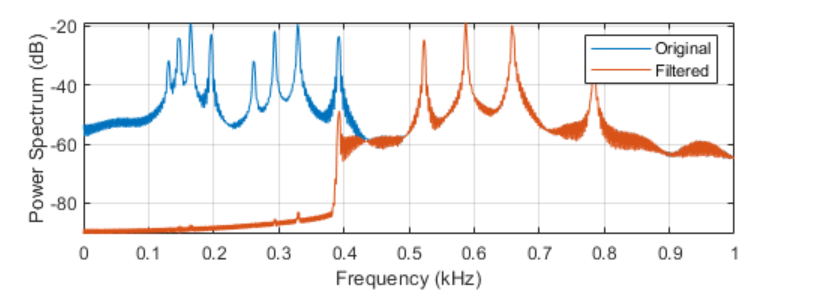 -20
-40
-60
-80
Power Spectrum (dB)
Original
Filtered
0 0.1 0.2 0.3 0.4 0.5 0.6 0.7 0.8 0.9 1
Frequency (kHz)